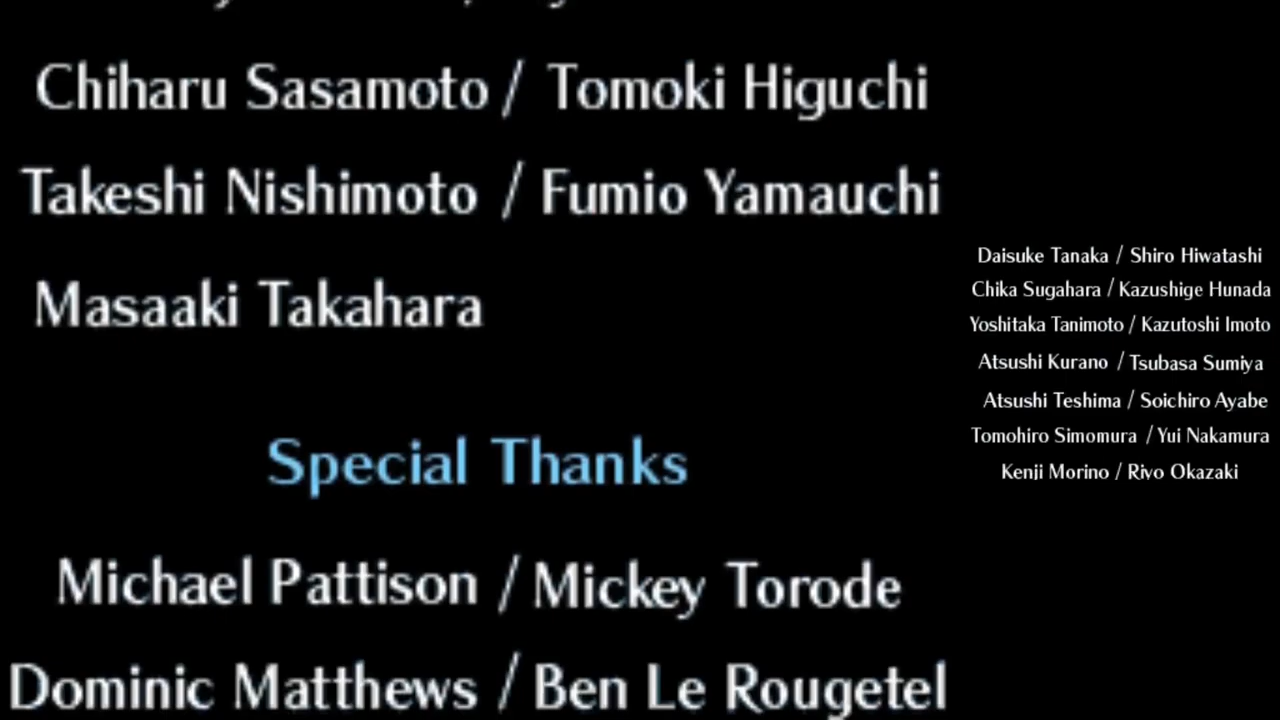 Chiharu Sasamoto / Tomoki Higuchi
Takeshi Nishimoto / Fumio Yamauchi
Masaaki Takahara
Special Thanks
Michael Pattison / Mickey Torode
Dominic Matthews / Ben Le Rougetel
Daisuke Tanaka / Shiro Hiwatashi
Chika Sugahara / Kazushige Hunada
Yoshitaka Tanimoto / Kazutoshi Imoto
Atsushi Kurano / Tsubasa Sumiya
Atsushi Teshima / Soichiro Ayabe
Tomohiro Simomura / Yui Nakamura
Kenji Morino / Riyo Okazaki